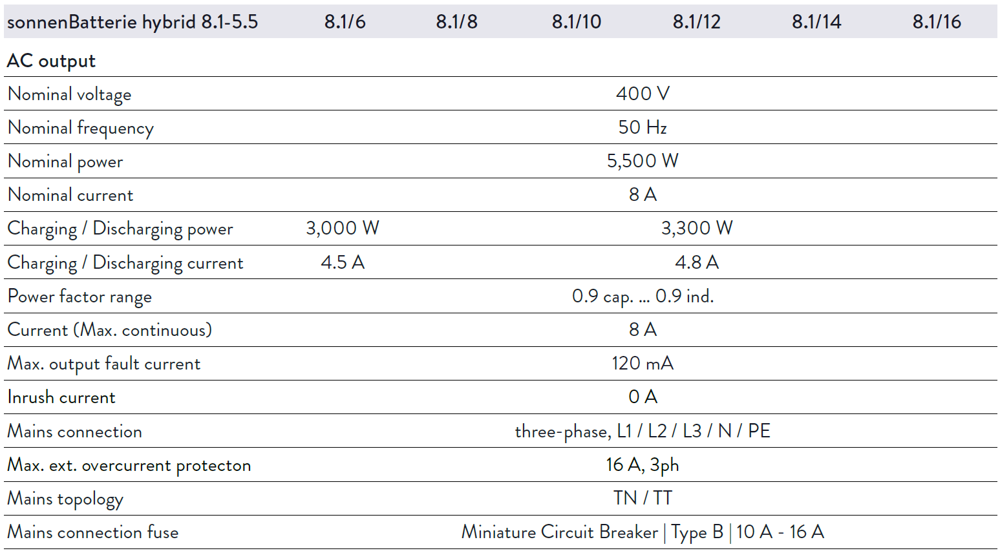 sonnenBatterie hybrid 8.1-5.5 8.1/6 8.1/8 8.1/10 8.1/12 8.1/14 8.1/16
AC output
Nominal voltage 400 V
Nominal frequency 50 Hz
Nominal power 5,500 W
Nominal current 8 A
Charging / Discharging power 3,000 W 3,300 W
Charging / Discharging current 4.5 A 4.8 A
Power factor range 0.9 cap. ... 0.9 ind.
Current (Max. continuous) 8 A
Max. output fault current 120 mA
Inrush current 0 A
Mains connection three-phase, L1 / L2 / L3 / N / PE
Max. ext. overcurrent protecton 16 A, 3ph
Mains topology TN / TT
Mains connection fuse Miniature Circuit Breaker | Type B | 10 A - 16 A